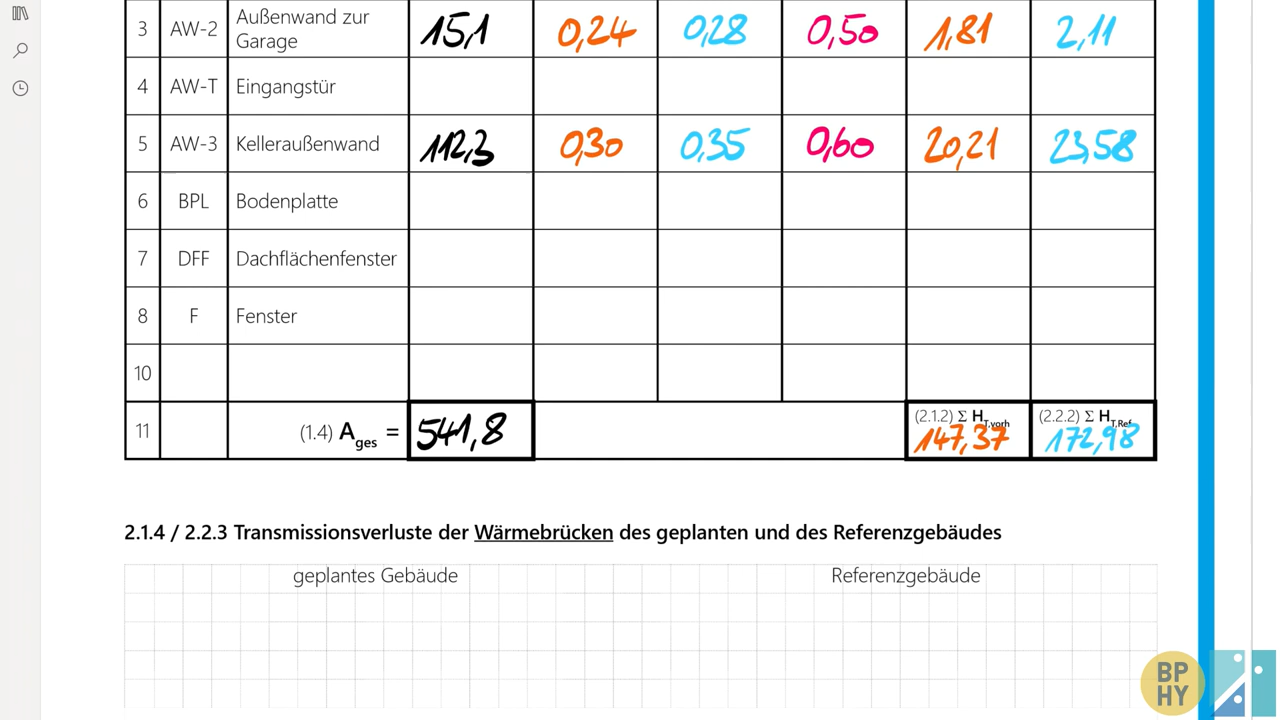 3 AW-2 Außenwand zur Garage 15,1 0,24 0,28 0,50 1,81 2,11
4 AW-T Eingangstür
5 AW-3 Kelleraußenwand 112,3 0,30 0,35 0,60 20,21 23,58
6 BPL Bodenplatte
7 DFF Dachflächenfenster
8 F Fenster
10
11 (1.4) A_ges = 541,8 (2.1.2) Σ H_T,vorh 147,37 (2.2.2) Σ H_T,Ref 172,98
2.1.4 / 2.2.3 Transmissionsverluste der Wärmebrücken des geplanten und des Referenzgebäudes
geplantes Gebäude Referenzgebäude
BP
HY